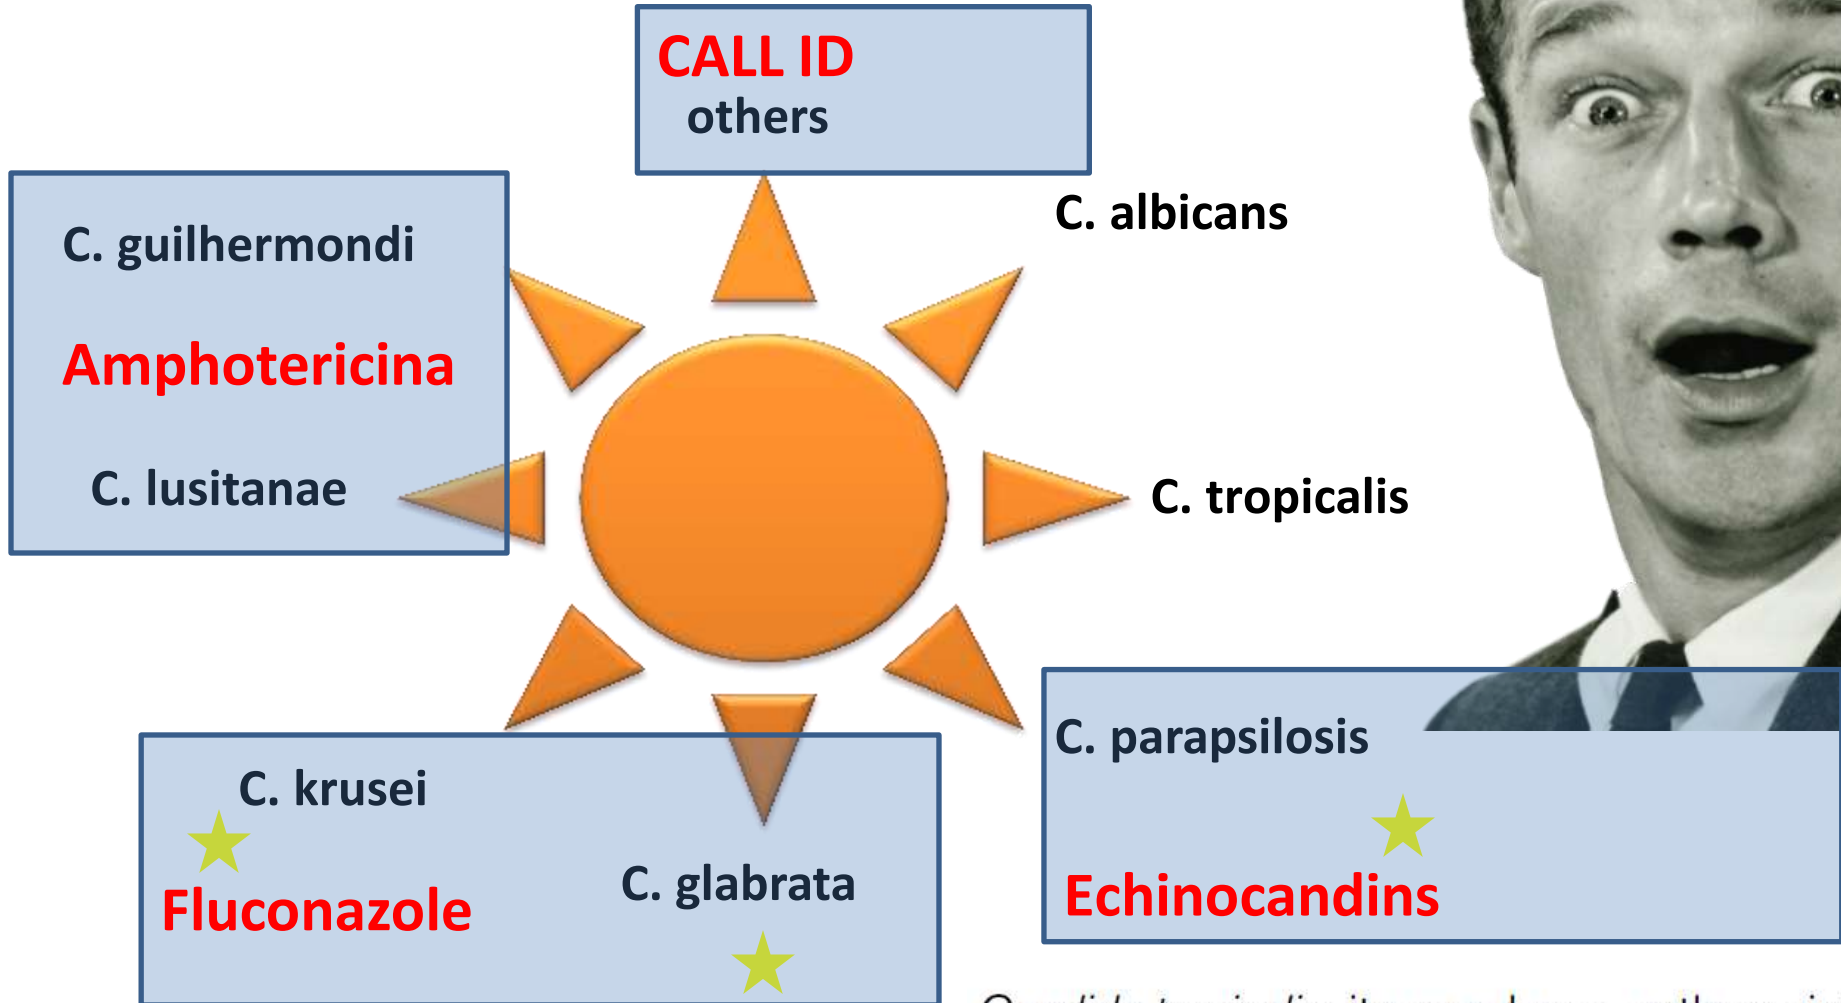 CALL ID
others
C. albicans
C. guilhermondi
Amphotericina
C. lusitanae
C. tropicalis
C. parapsilosis
Echinocandins
C. krusei
C. glabrata
Fluconazole